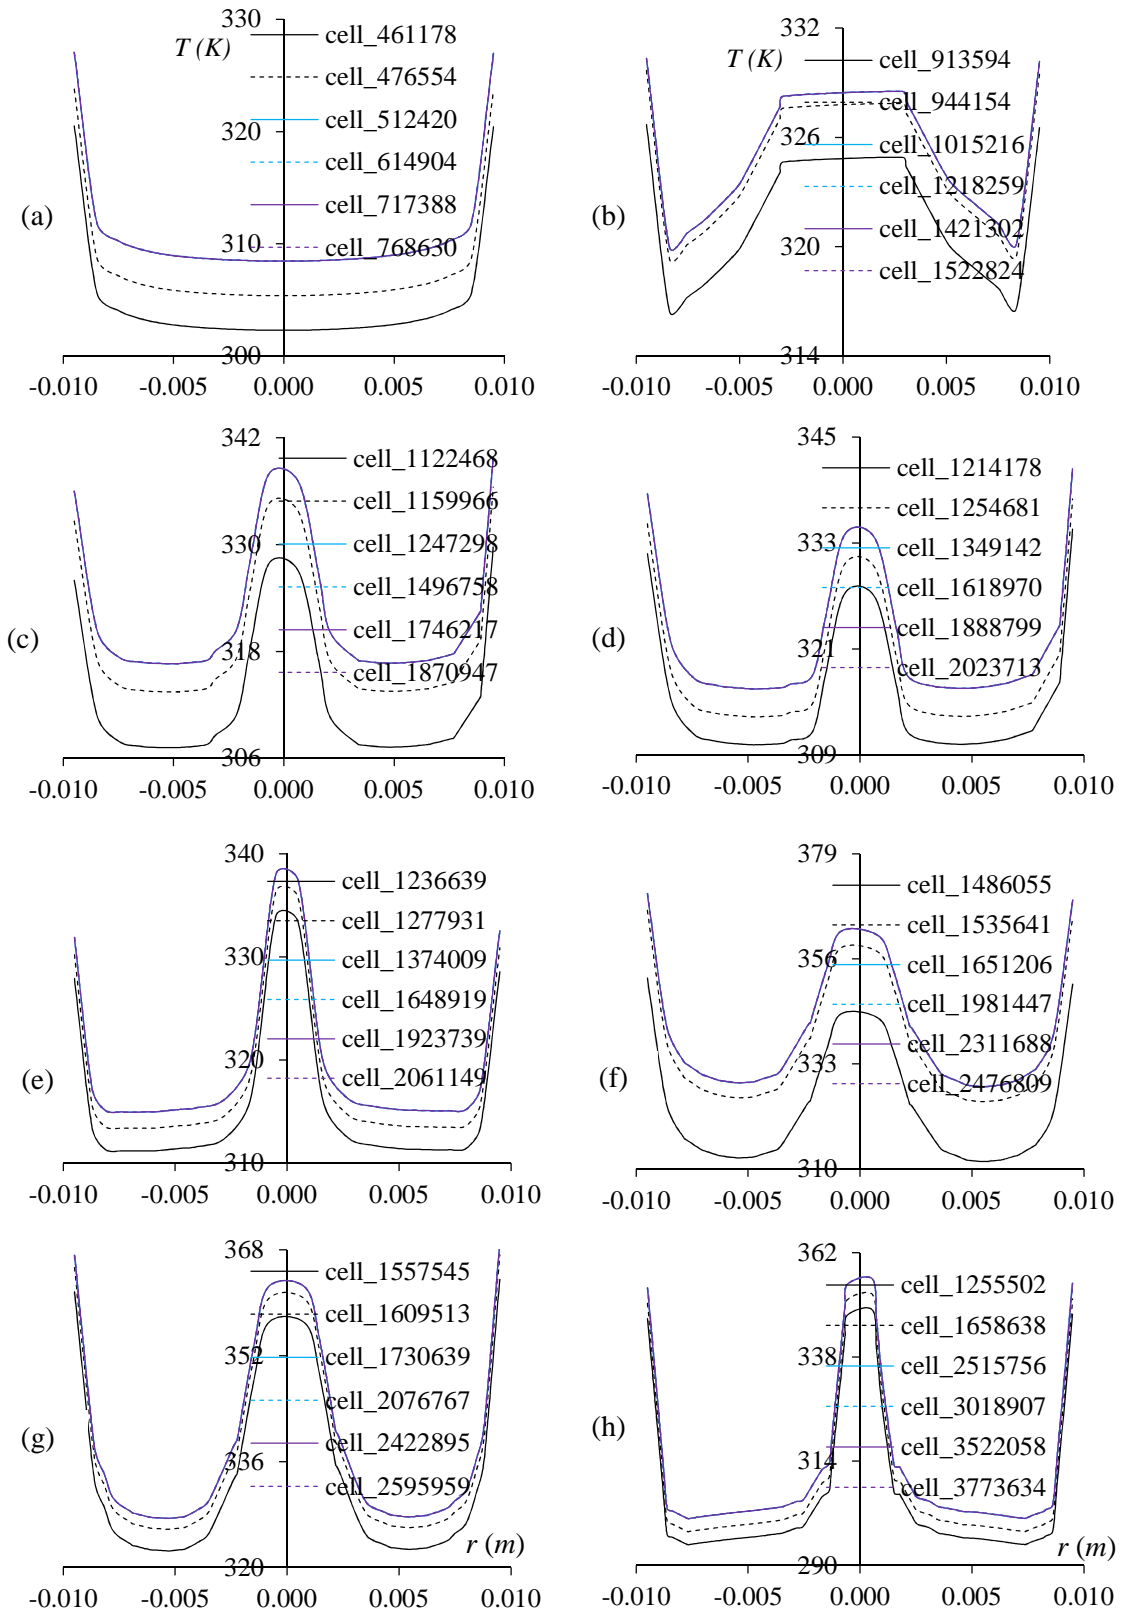 330
T (K)
cell_461178
cell_476554
320
cell_512420
cell_614904
cell_717388
310
cell_768630
300
(a)
-0.010 -0.005 0.000 0.005 0.010
332
T (K)
cell_913594
cell_944154
326
cell_1015216
cell_1218259
cell_1421302
320
cell_1522824
314
(b)
-0.010 -0.005 0.000 0.005 0.010
342
cell_1122468
cell_1159966
330
cell_1247298
cell_1496758
cell_1746217
318
cell_1870947
306
(c)
-0.010 -0.005 0.000 0.005 0.010
345
cell_1214178
cell_1254681
333
cell_1349142
cell_1618970
cell_1888799
321
cell_2023713
309
(d)
-0.010 -0.005 0.000 0.005 0.010
340
cell_1236639
cell_1277931
330
cell_1374009
cell_1648919
cell_1923739
320
cell_2061149
310
(e)
-0.010 -0.005 0.000 0.005 0.010
379
cell_1486055
cell_1535641
356
cell_1651206
cell_1981447
cell_2311688
333
cell_2476809
310
(f)
-0.010 -0.005 0.000 0.005 0.010
368
cell_1557545
cell_1609513
352
cell_1730639
cell_2076767
cell_2422895
336
cell_2595959
320
(g)
r (m)
-0.010 -0.005 0.000 0.005 0.010
362
cell_1255502
cell_1658638
338
cell_2515756
cell_3018907
cell_3522058
314
cell_3773634
290
(h)
r (m)
-0.010 -0.005 0.000 0.005 0.010